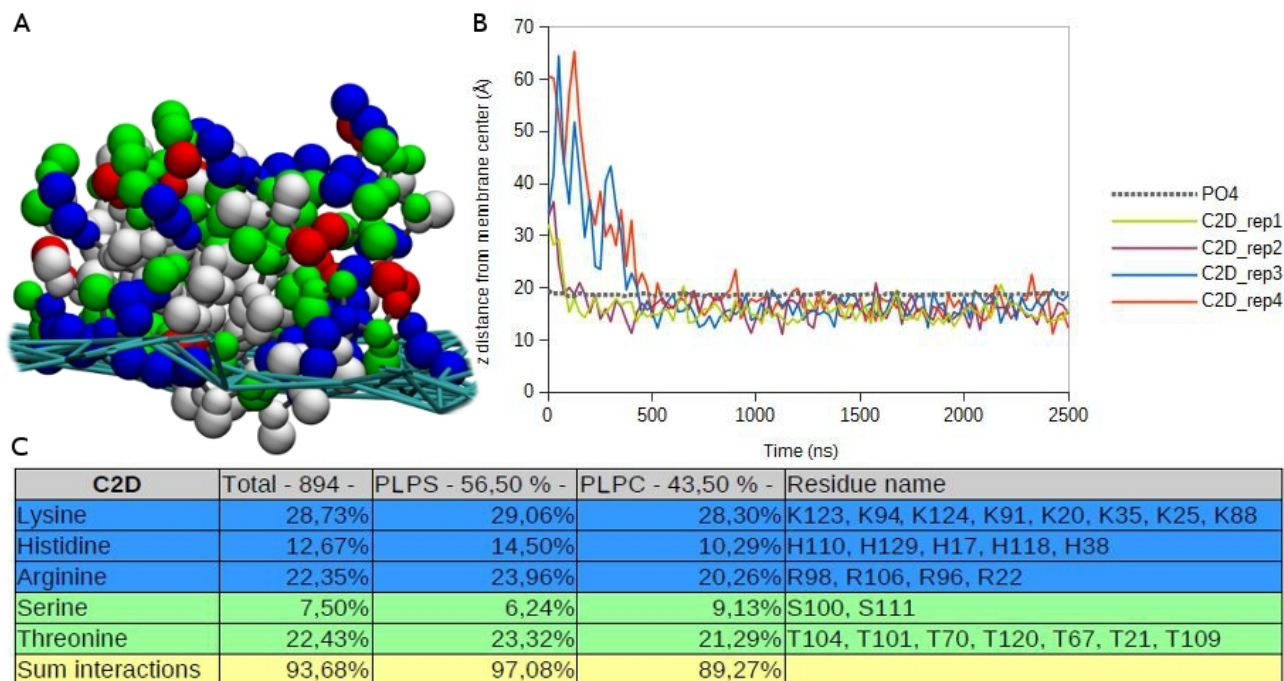 A
B
70
60
50
40
30
20
10
0
z distance from membrane center (Å)
0 500 1000 1500 2000 2500
Time (ns)
PO4
C2D_rep1
C2D_rep2
C2D_rep3
C2D_rep4
C
C2D Total - 894 - PLPS - 56,50 % - PLPC - 43,50 % - Residue name
Lysine 28,73% 29,06% 28,30% K123, K94, K124, K91, K20, K35, K25, K88
Histidine 12,67% 14,50% 10,29% H110, H129, H17, H118, H38
Arginine 22,35% 23,96% 20,26% R98, R106, R96, R22
Serine 7,50% 6,24% 9,13% S100, S111
Threonine 22,43% 23,32% 21,29% T104, T101, T70, T120, T67, T21, T109
Sum interactions 93,68% 97,08% 89,27%